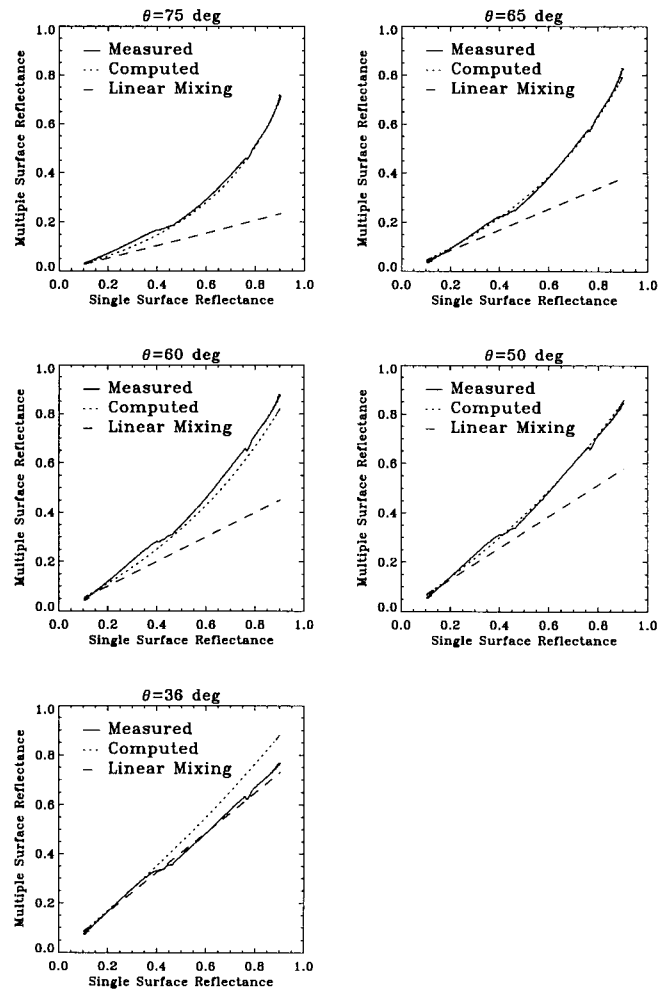 θ=75 deg
Measured
Computed
Linear Mixing
Multiple Surface Reflectance
1.0
0.8
0.6
0.4
0.2
0.0
0.0 0.2 0.4 0.6 0.8 1.0
Single Surface Reflectance
θ=65 deg
Measured
Computed
Linear Mixing
Multiple Surface Reflectance
1.0
0.8
0.6
0.4
0.2
0.0
0.0 0.2 0.4 0.6 0.8 1.0
Single Surface Reflectance
θ=60 deg
Measured
Computed
Linear Mixing
Multiple Surface Reflectance
1.0
0.8
0.6
0.4
0.2
0.0
0.0 0.2 0.4 0.6 0.8 1.0
Single Surface Reflectance
θ=50 deg
Measured
Computed
Linear Mixing
Multiple Surface Reflectance
1.0
0.8
0.6
0.4
0.2
0.0
0.0 0.2 0.4 0.6 0.8 1.0
Single Surface Reflectance
θ=36 deg
Measured
Computed
Linear Mixing
Multiple Surface Reflectance
1.0
0.8
0.6
0.4
0.2
0.0
0.0 0.2 0.4 0.6 0.8 1.0
Single Surface Reflectance